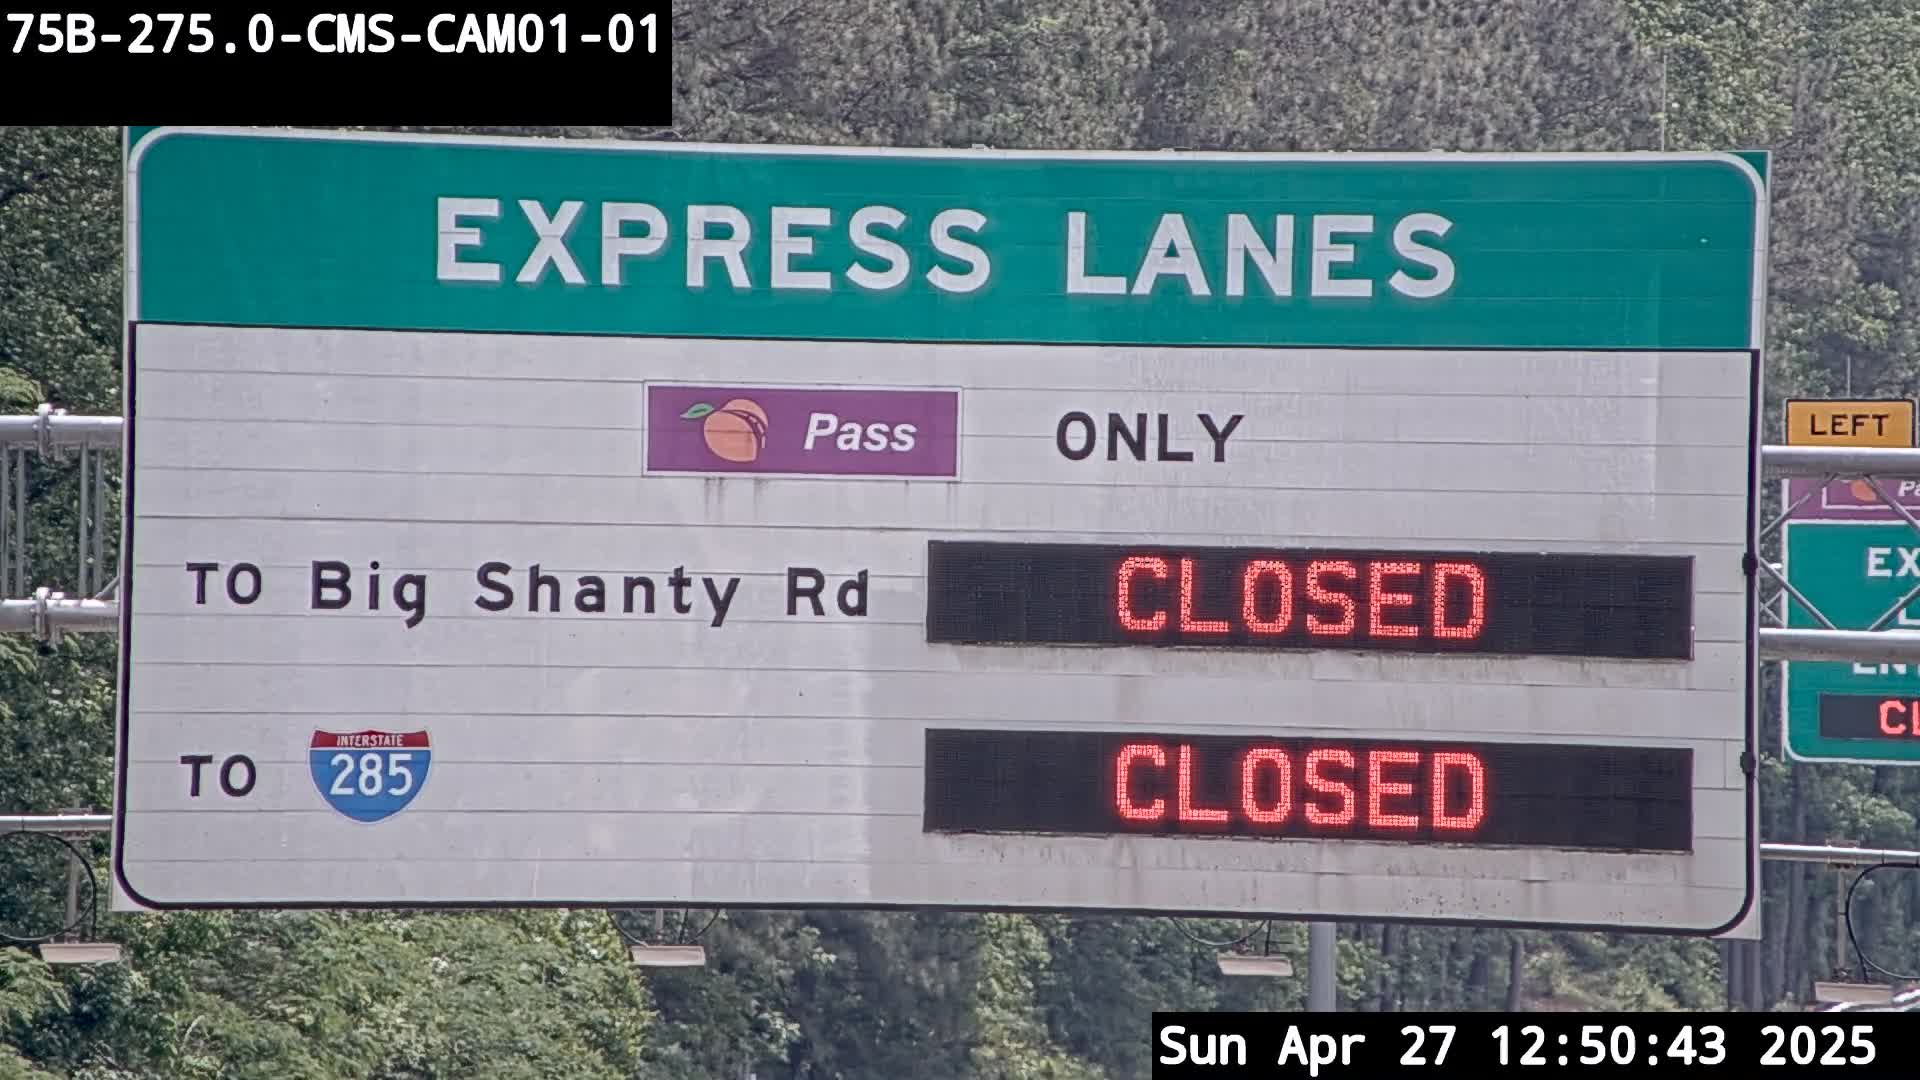 75B-275.0-CMS-CAM01-01
EXPRESS LANES
Pass ONLY
TO Big Shanty Rd CLOSED
TO INTERSTATE 285 CLOSED
LEFT
Sun Apr 27 12:50:43 2025